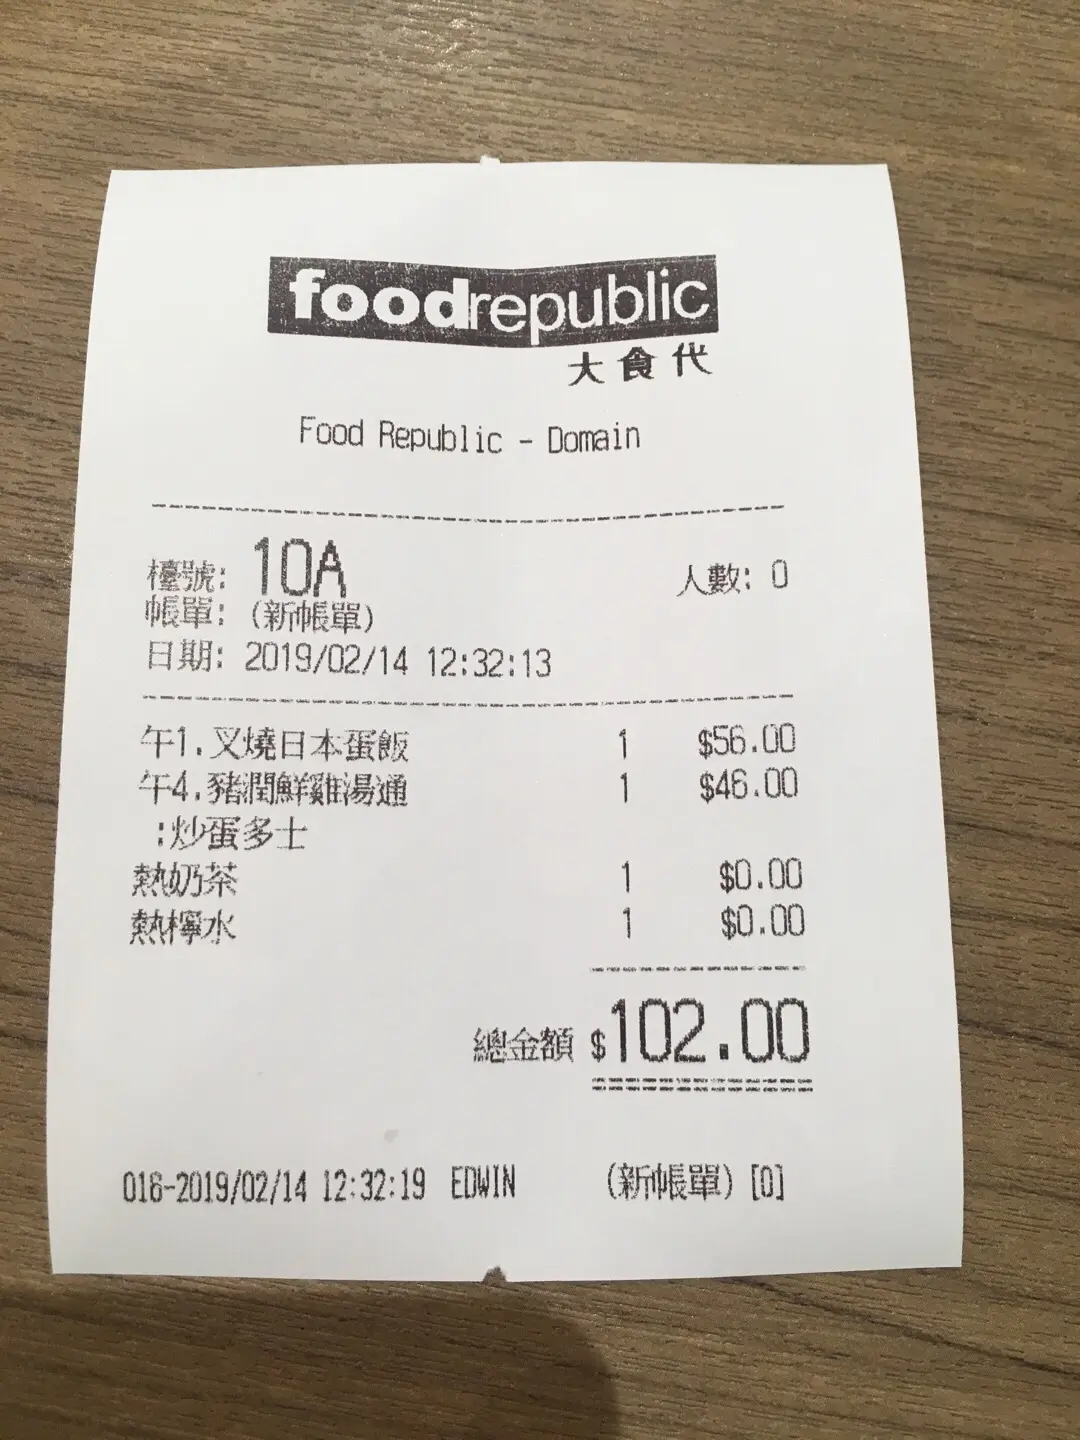 foodrepublic
大食代
Food Republic - Domain
檯號: 10A 人數: 0
帳單: (新帳單)
日期: 2019/02/14 12:32:13
午1.叉燒日本蛋飯 1 $56.00
午4.豬潤鮮雞湯通 1 $46.00
:炒蛋多士
熱奶茶 1 $0.00
熱檸水 1 $0.00
總金額 $102.00
016-2019/02/14 12:32:19 EDWIN (新帳單) [0]